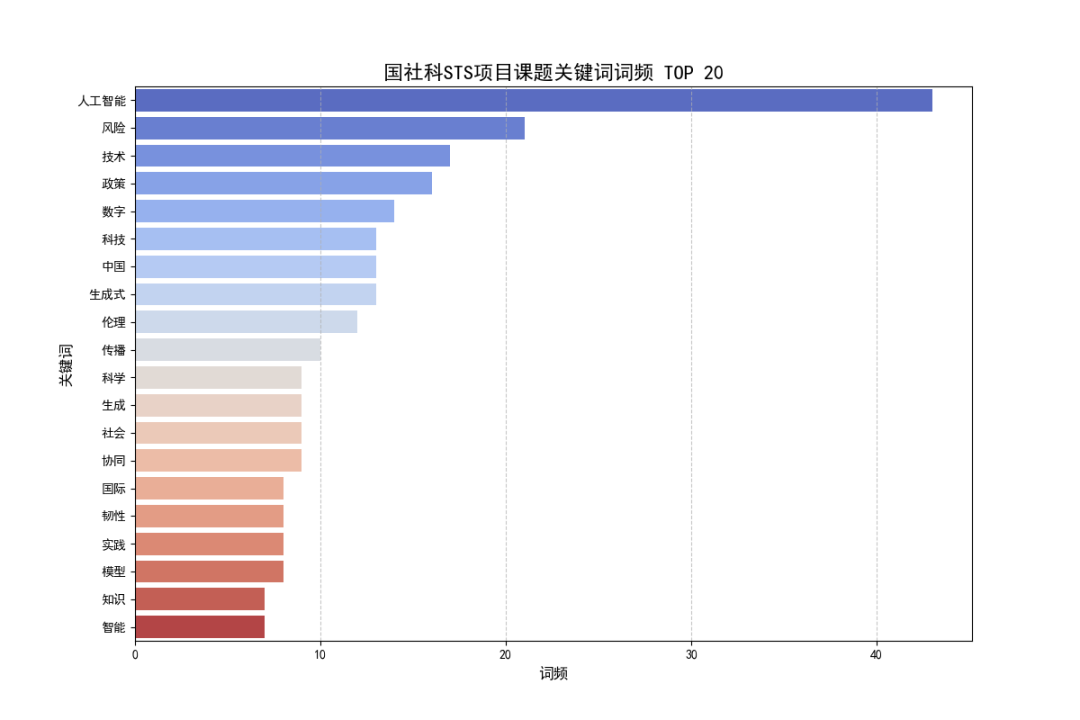 国社科STS项目课题关键词词频 TOP 20
关键词
人工智能
风险
技术
政策
数字
科技
中国
生成式
伦理
传播
科学
生成
社会
协同
国际
韧性
实践
模型
知识
智能
0 10 20 30 40
词频